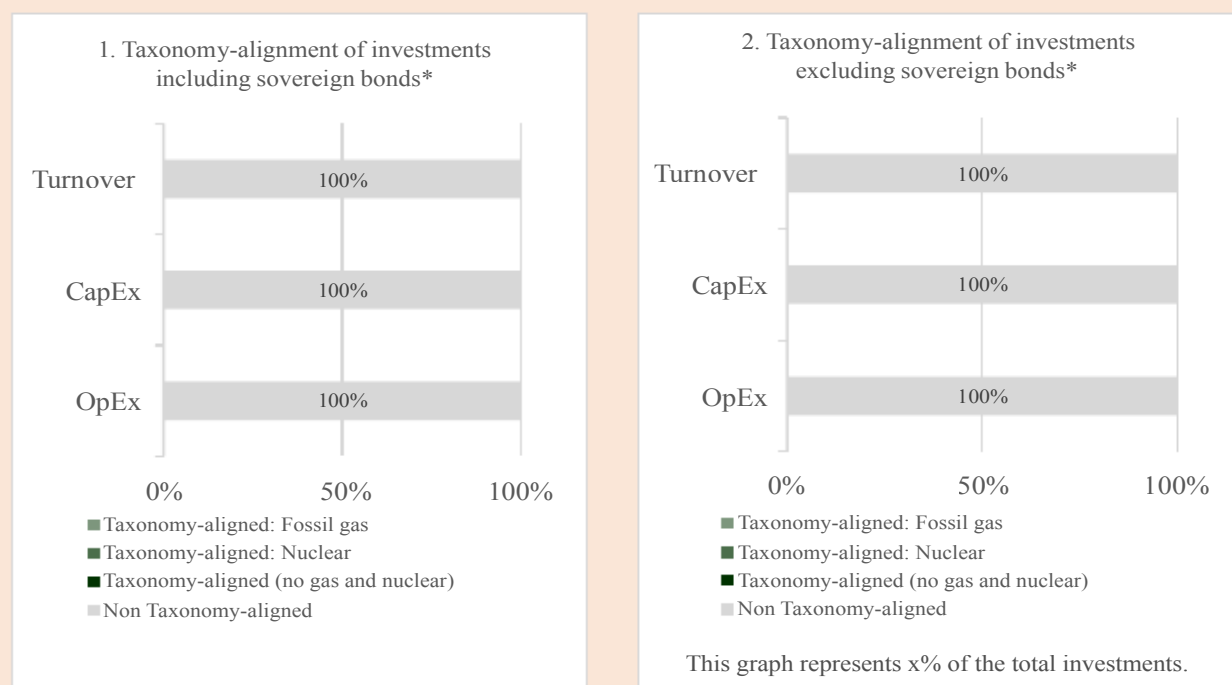 1. Taxonomy-alignment of investments
including sovereign bonds*
Turnover
100%
CapEx
100%
OpEx
100%
0%
50%
100%
Taxonomy-aligned: Fossil gas
Taxonomy-aligned: Nuclear
Taxonomy-aligned (no gas and nuclear)
Non Taxonomy-aligned
2. Taxonomy-alignment of investments
excluding sovereign bonds*
Turnover
100%
CapEx
100%
OpEx
100%
0%
50%
100%
Taxonomy-aligned: Fossil gas
Taxonomy-aligned: Nuclear
Taxonomy-aligned (no gas and nuclear)
Non Taxonomy-aligned
This graph represents x% of the total investments.